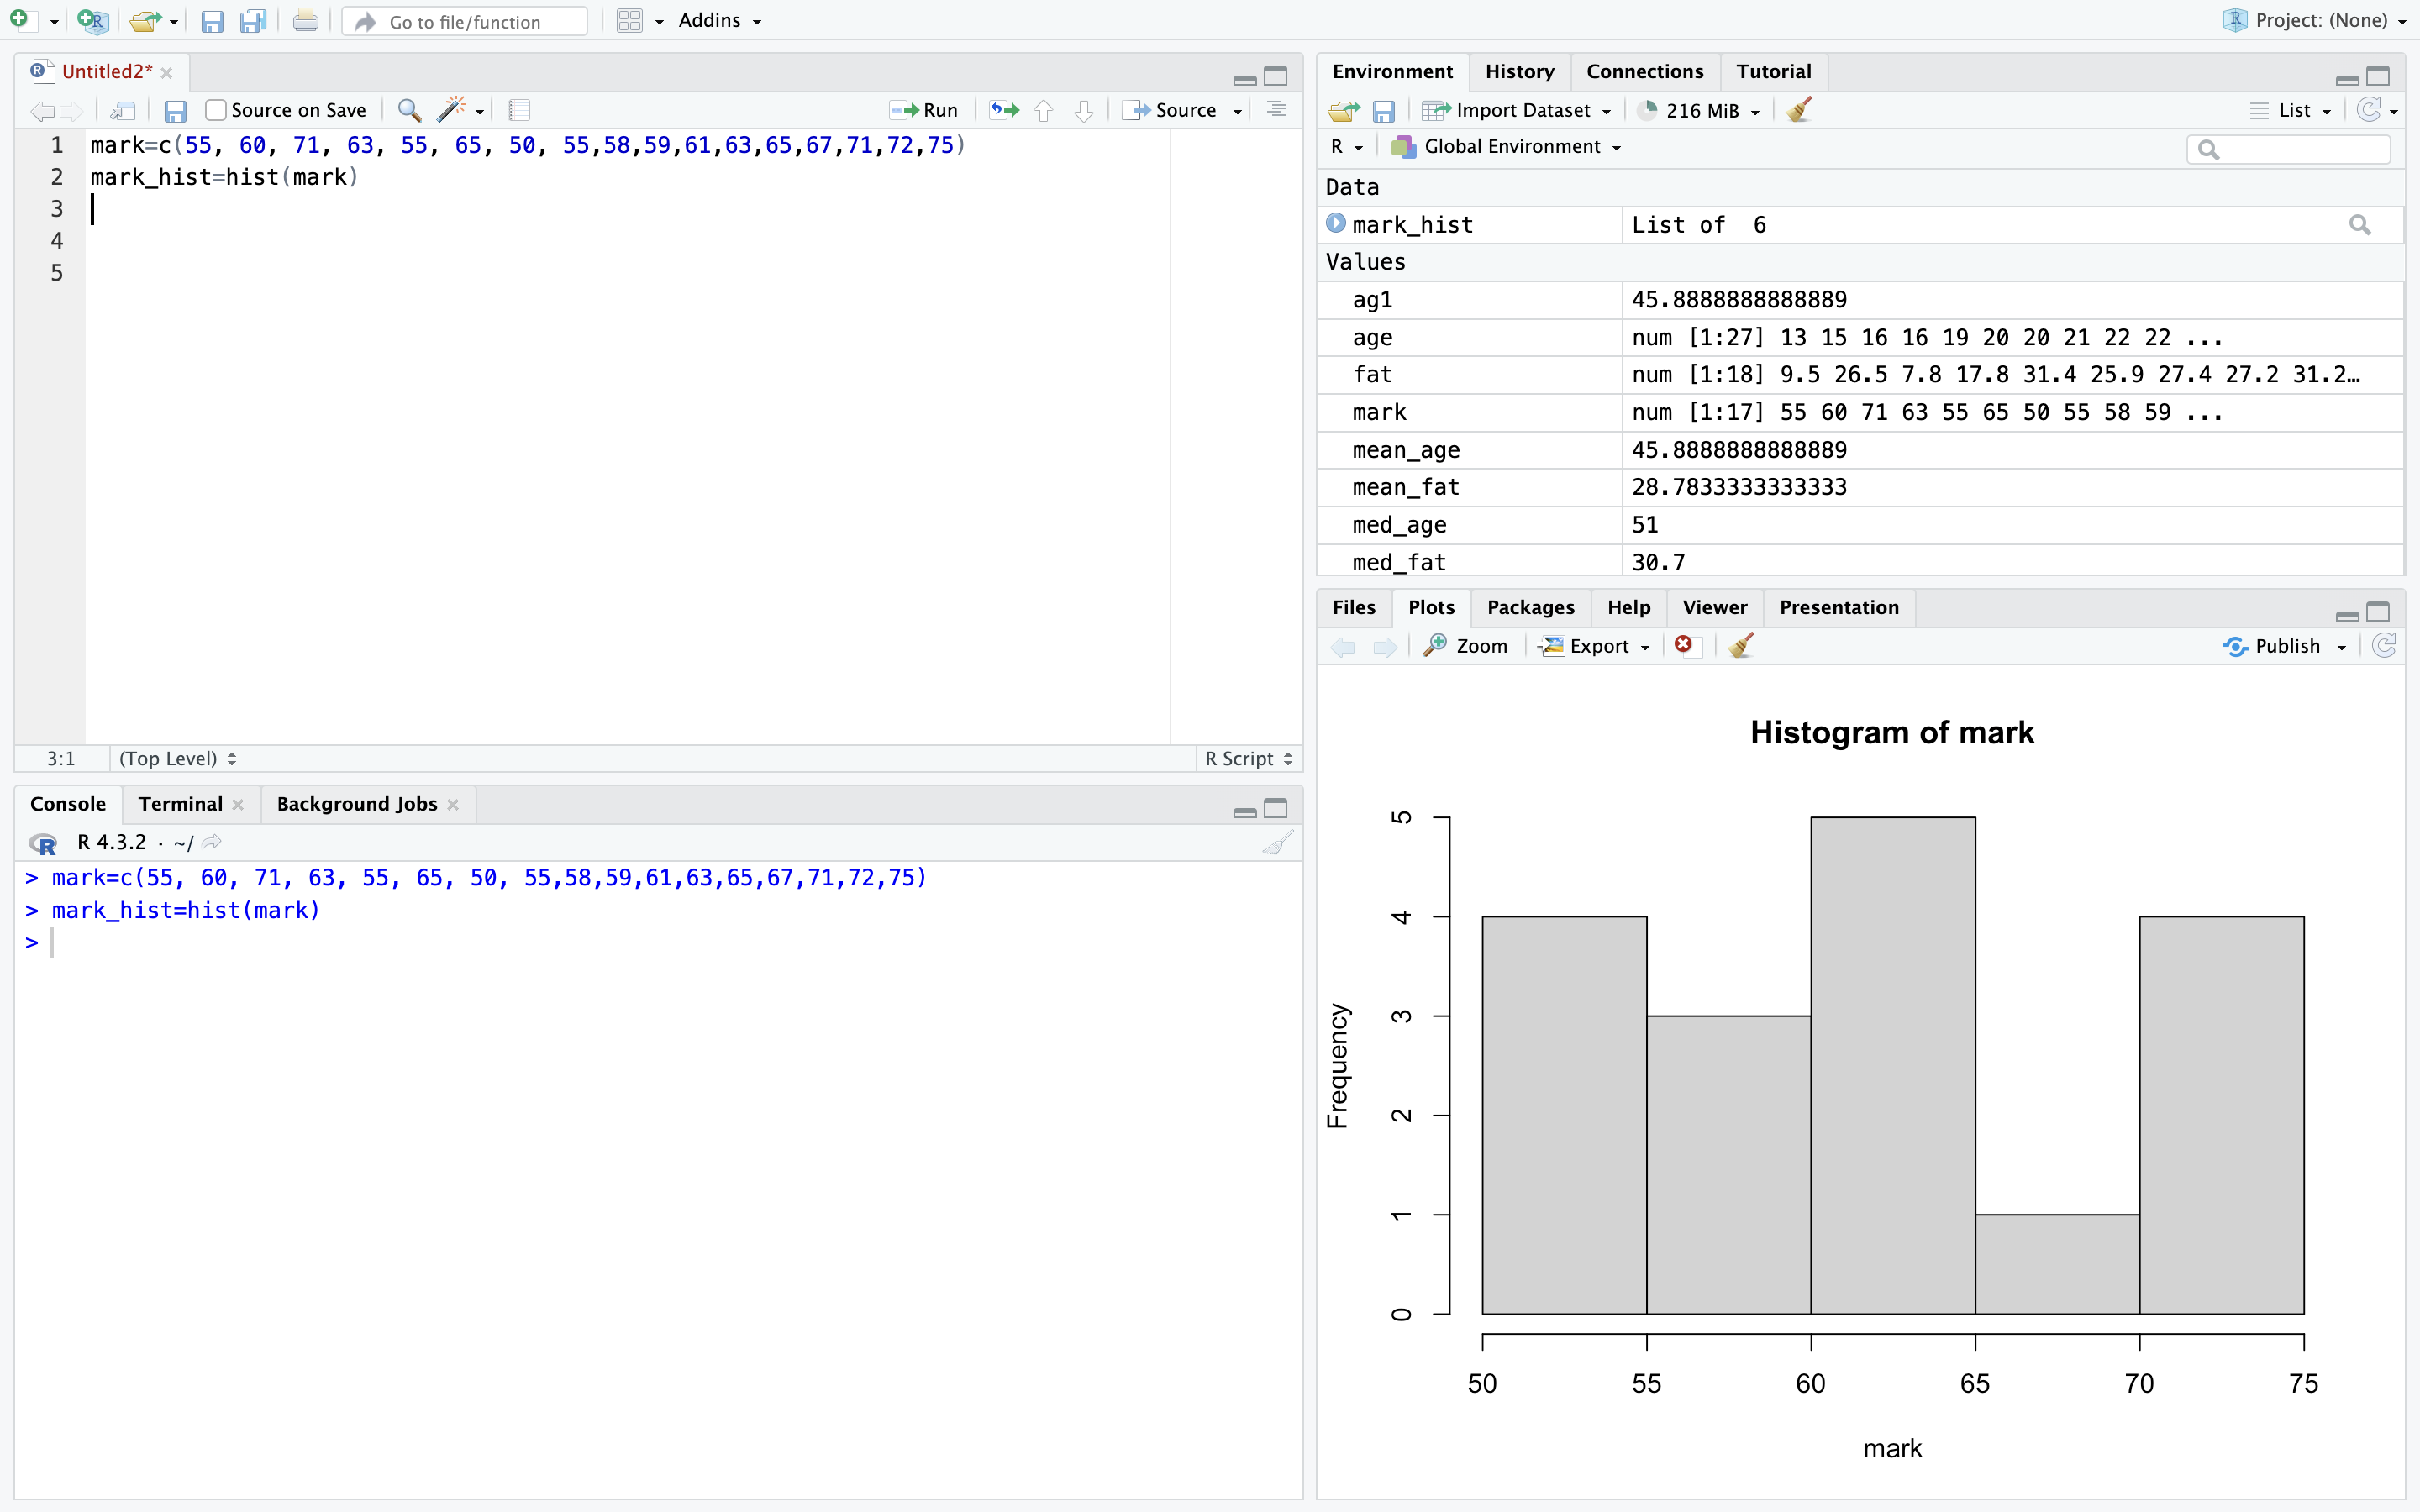 Go to file/function
Addins
Project: (None)
Untitled2*
Source on Save
Run
Source
1 mark=c(55, 60, 71, 63, 55, 65, 50, 55,58,59,61,63,65,67,71,72,75)
2 mark_hist=hist(mark)
3
4
5
3:1
(Top Level)
R Script
Console
Terminal
Background Jobs
R 4.3.2 · ~/
> mark=c(55, 60, 71, 63, 55, 65, 50, 55,58,59,61,63,65,67,71,72,75)
> mark_hist=hist(mark)
>
Environment
History
Connections
Tutorial
Import Dataset
216 MiB
List
R
Global Environment
Data
mark_hist List of 6
Values
ag1 45.8888888888889
age num [1:27] 13 15 16 16 19 20 20 21 22 22 ...
fat num [1:18] 9.5 26.5 7.8 17.8 31.4 25.9 27.4 27.2 31.2…
mark num [1:17] 55 60 71 63 55 65 50 55 58 59 ...
mean_age 45.8888888888889
mean_fat 28.7833333333333
med_age 51
med_fat 30.7
Files
Plots
Packages
Help
Viewer
Presentation
Zoom
Export
Publish
Histogram of mark
Frequency
5
4
3
2
1
0
50 55 60 65 70 75
mark